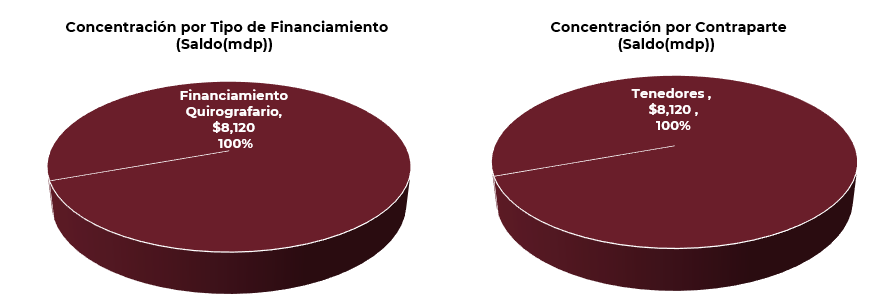 Concentración por Tipo de Financiamiento
(Saldo(mdp))
Financiamiento
Quirografario,
$8,120
100%
Concentración por Contraparte
(Saldo(mdp))
Tenedores ,
$8,120 ,
100%